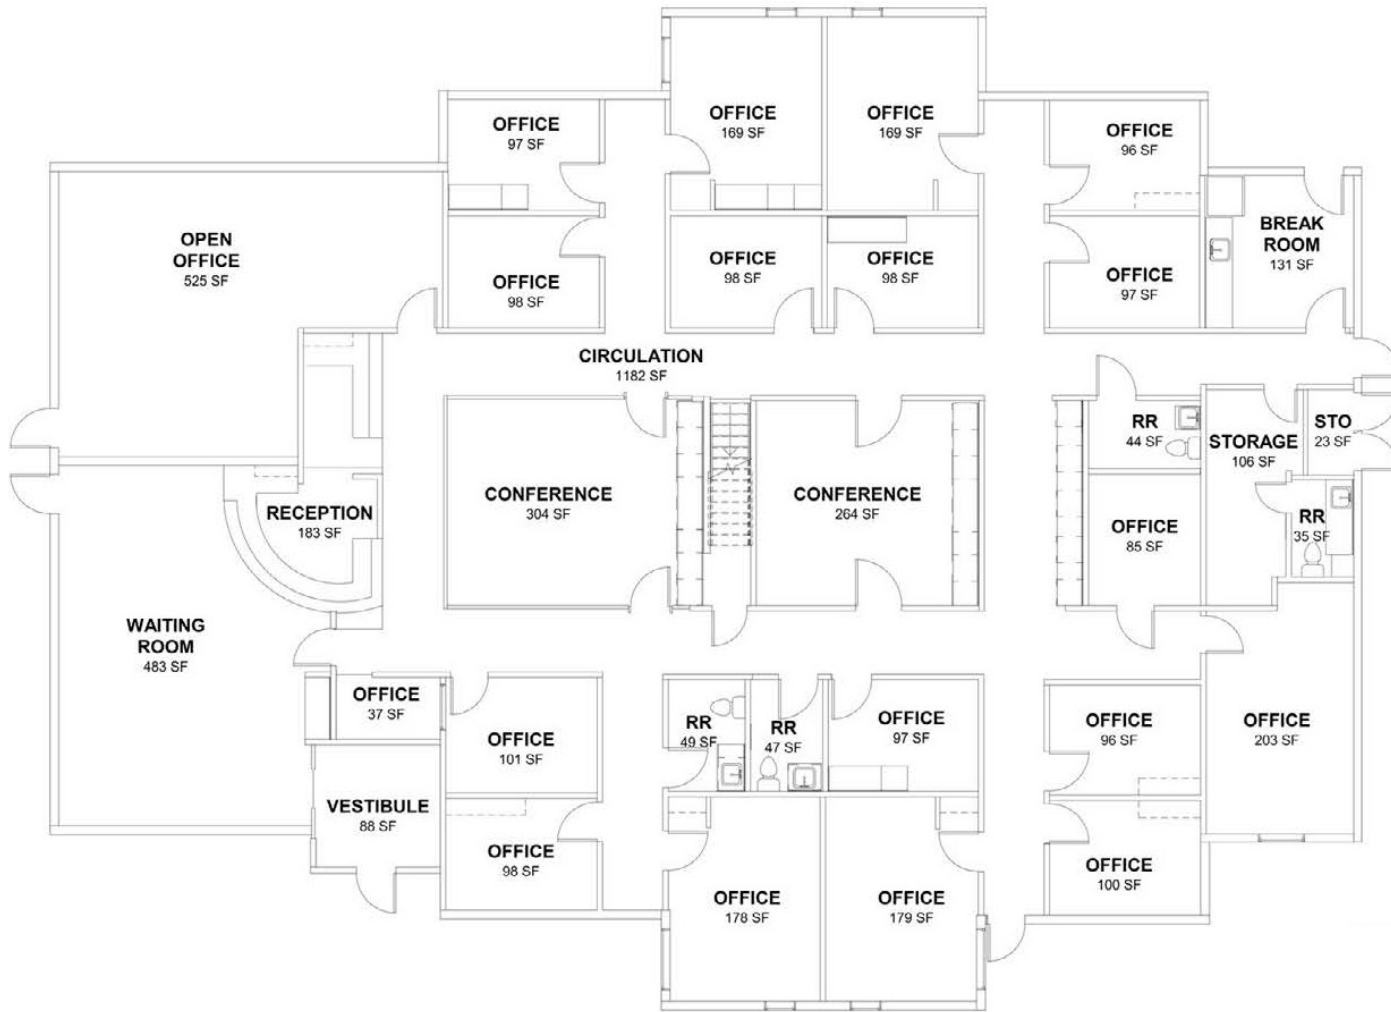 OFFICE
169 SF
OFFICE
169 SF
OFFICE
97 SF
OFFICE
96 SF
OPEN
OFFICE
525 SF
BREAK
ROOM
131 SF
OFFICE
98 SF
OFFICE
98 SF
OFFICE
98 SF
OFFICE
97 SF
CIRCULATION
1182 SF
RR
44 SF
STO
23 SF
STORAGE
106 SF
CONFERENCE
304 SF
CONFERENCE
264 SF
RECEPTION
183 SF
OFFICE
85 SF
RR
35 SF
WAITING
ROOM
483 SF
OFFICE
37 SF
OFFICE
101 SF
RR
49 SF
RR
47 SF
OFFICE
97 SF
OFFICE
96 SF
OFFICE
203 SF
VESTIBULE
88 SF
OFFICE
98 SF
OFFICE
178 SF
OFFICE
179 SF
OFFICE
100 SF